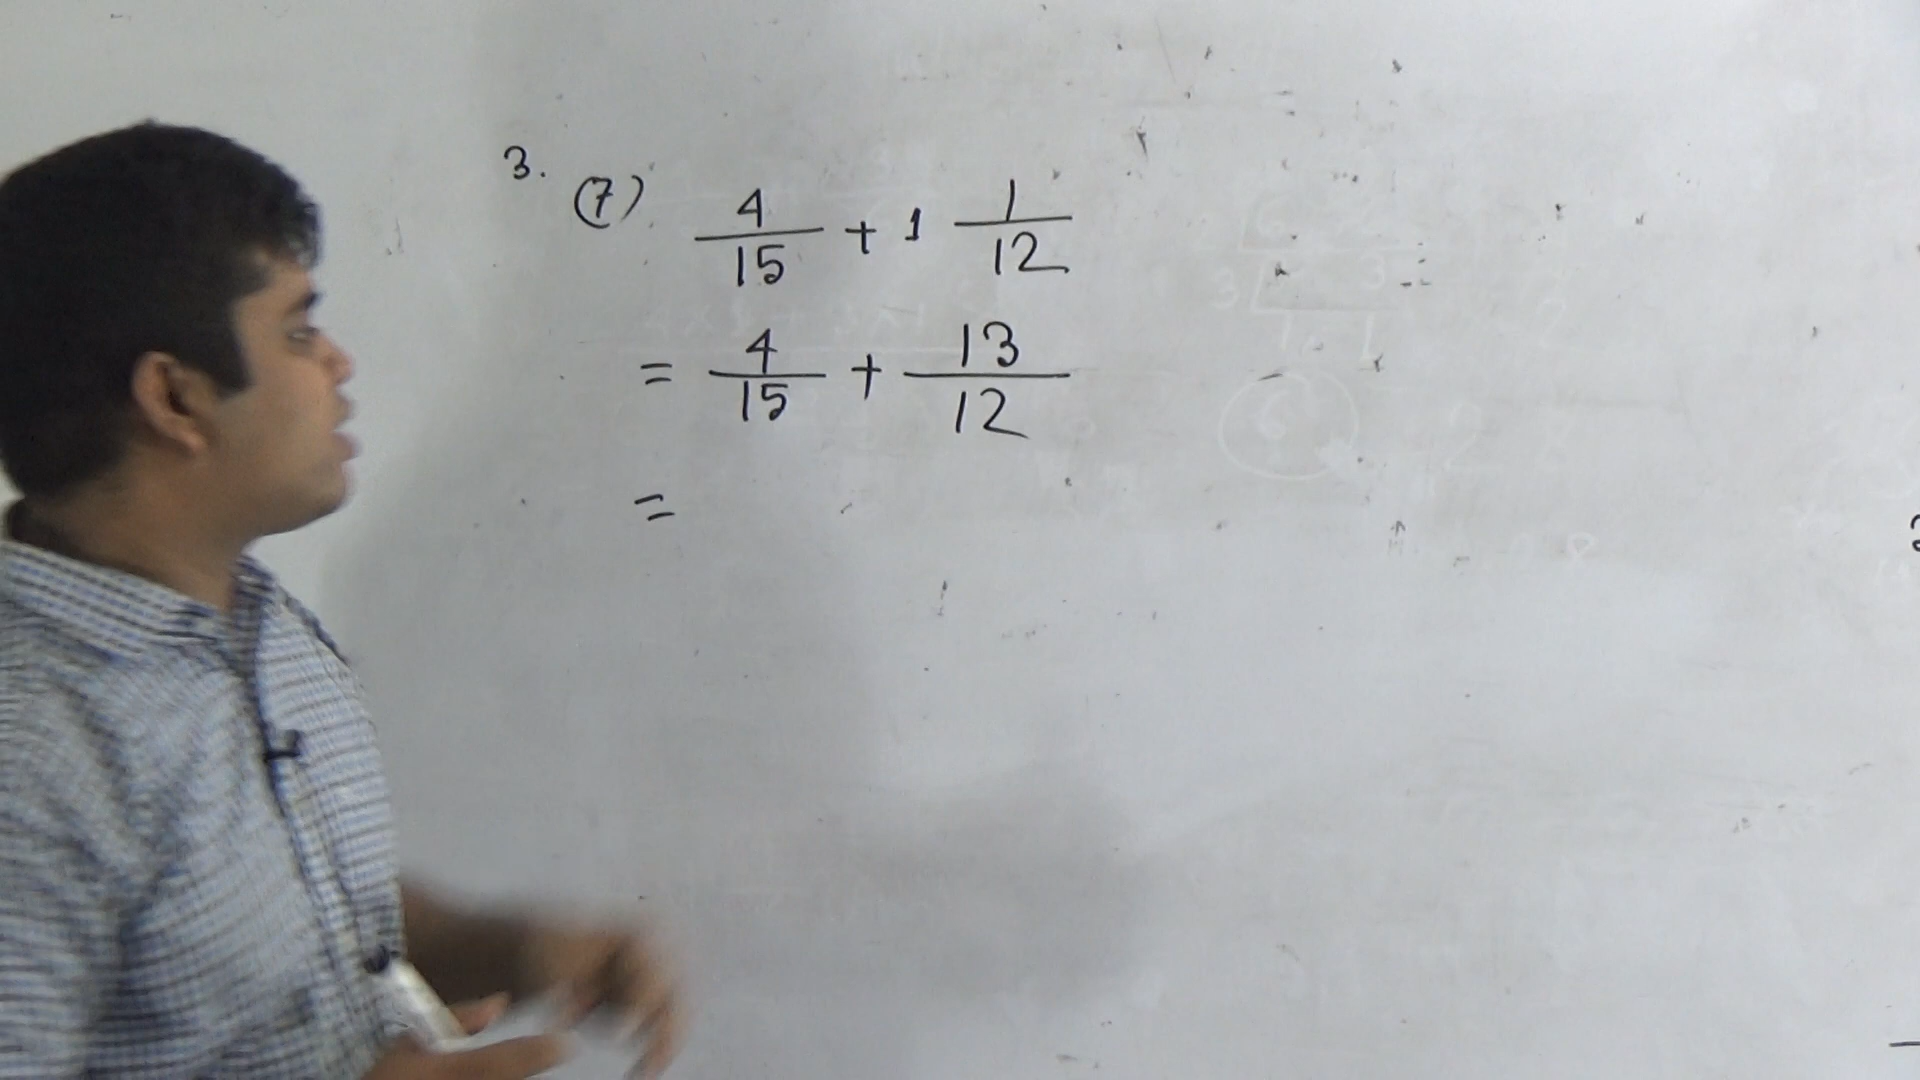 3. (7) 4/15 + 1 1/12
= 4/15 + 13/12
=